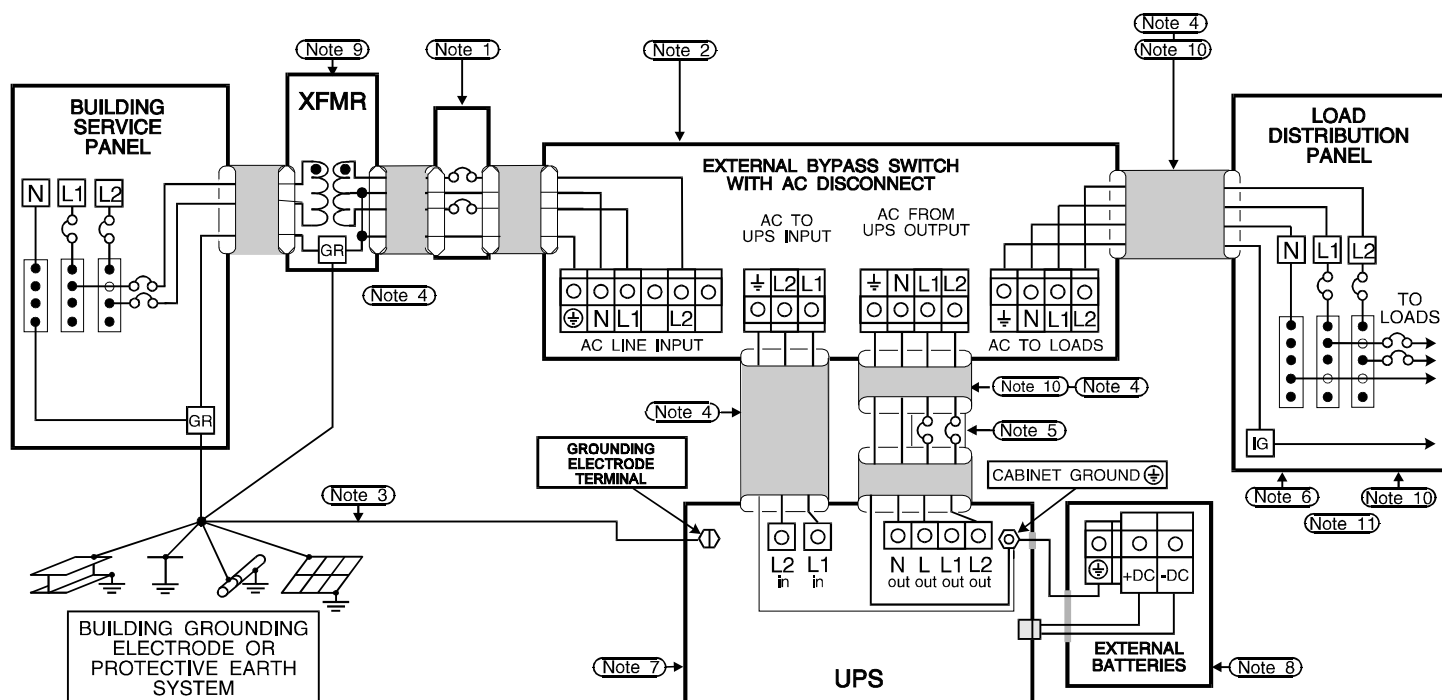 Note 9
Note 1
Note 2
Note 4
Note 10
BUILDING
SERVICE
PANEL
N L1 L2
GR
XFMR
GR
Note 4
EXTERNAL BYPASS SWITCH
WITH AC DISCONNECT
AC TO
UPS INPUT
AC FROM
UPS OUTPUT
L2 L1
N L1 L2
N L1 L2
AC LINE INPUT
N L1 L2
AC TO LOADS
LOAD
DISTRIBUTION
PANEL
N L1 L2
TO
LOADS
IG
Note 4
Note 10
Note 4
Note 5
Note 6
Note 10
Note 11
GROUNDING
ELECTRODE
TERMINAL
CABINET GROUND
Note 3
L2 L1
in in
N L L1 L2
out out out out
+DC -DC
EXTERNAL
BATTERIES
BUILDING GROUNDING
ELECTRODE OR
PROTECTIVE EARTH
SYSTEM
Note 7
UPS
Note 8